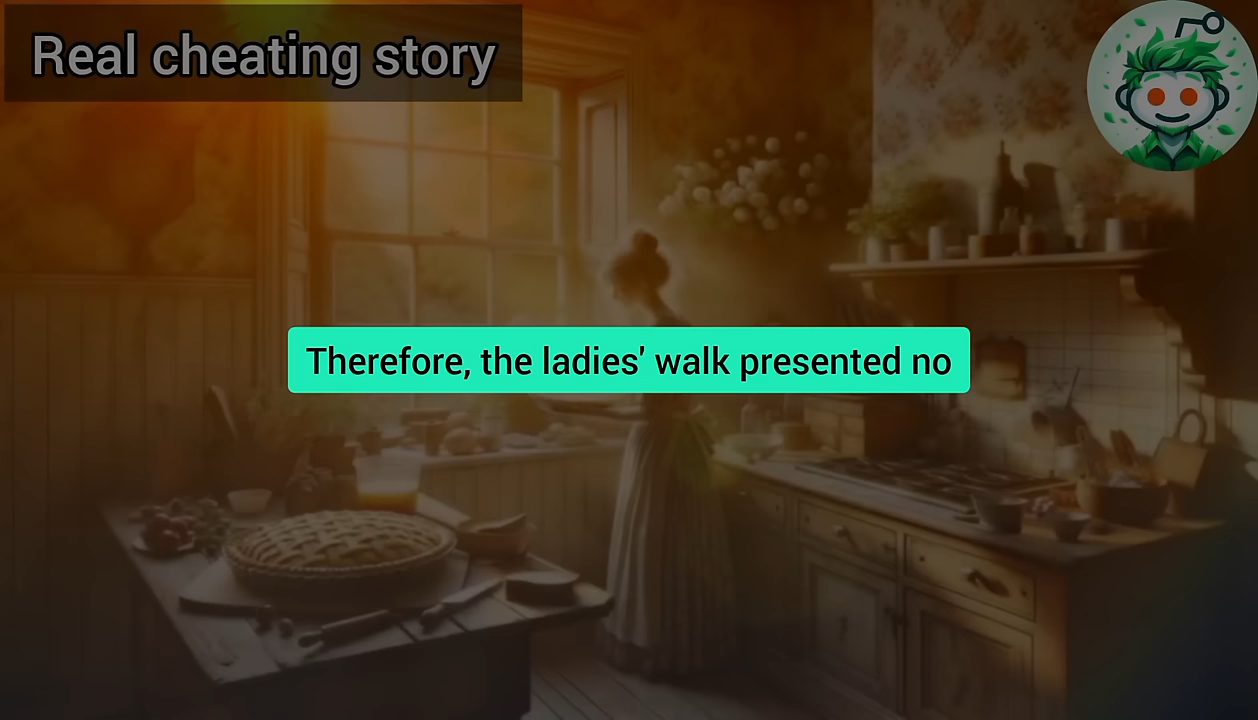 Real cheating story
Therefore, the ladies' walk presented no